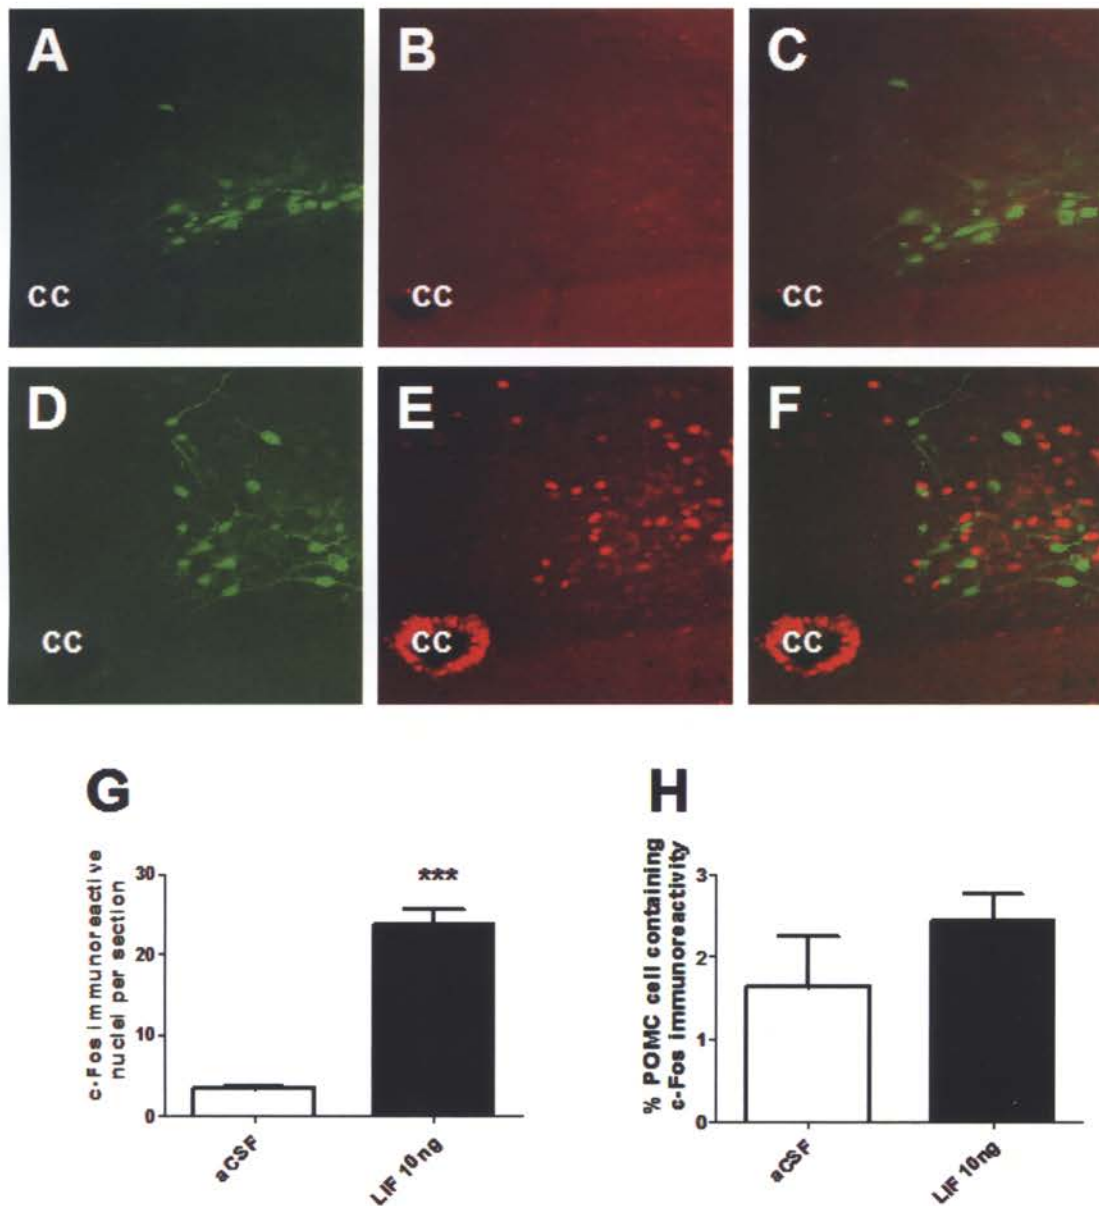 A
B
C
CC
CC
CC
D
E
F
CC
CC
CC
G
H
c-Fos immunoreactive
nuclei per section
30
20
10
0
***
aCSF
LIF 10ng
% POMC cell containing
c-Fos immunoreactivity
3
2
1
0
aCSF
LIF 10ng